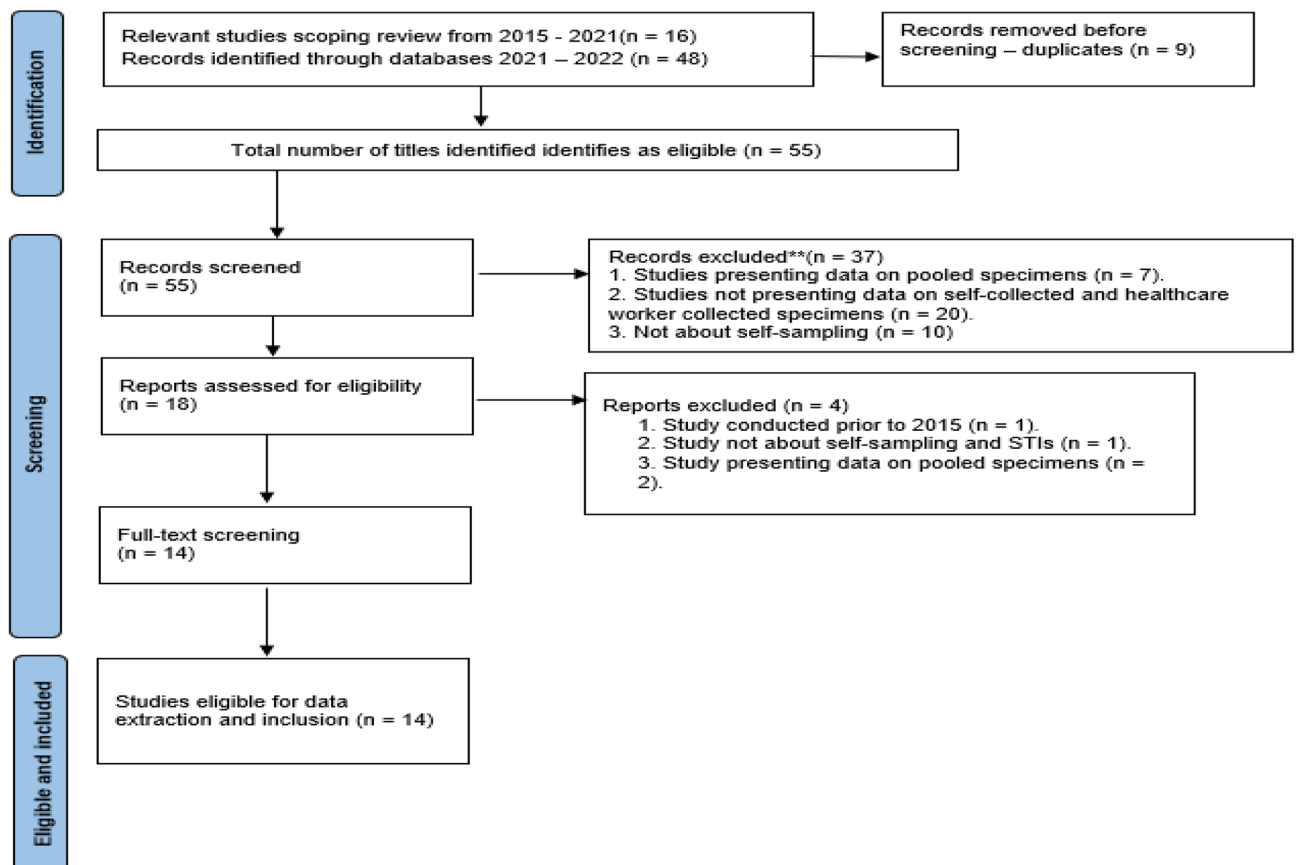 Identification
Relevant studies scoping review from 2015 - 2021(n = 16)
Records identified through databases 2021 – 2022 (n = 48)
Records removed before
screening – duplicates (n = 9)
Total number of titles identified identifies as eligible (n = 55)
Screening
Records screened
(n = 55)
Records excluded**(n = 37)
1. Studies presenting data on pooled specimens (n = 7).
2. Studies not presenting data on self-collected and healthcare
worker collected specimens (n = 20).
3. Not about self-sampling (n = 10)
Reports assessed for eligibility
(n = 18)
Reports excluded (n = 4)
1. Study conducted prior to 2015 (n = 1).
2. Study not about self-sampling and STIs (n = 1).
3. Study presenting data on pooled specimens (n =
2).
Full-text screening
(n = 14)
Eligible and included
Studies eligible for data
extraction and inclusion (n = 14)